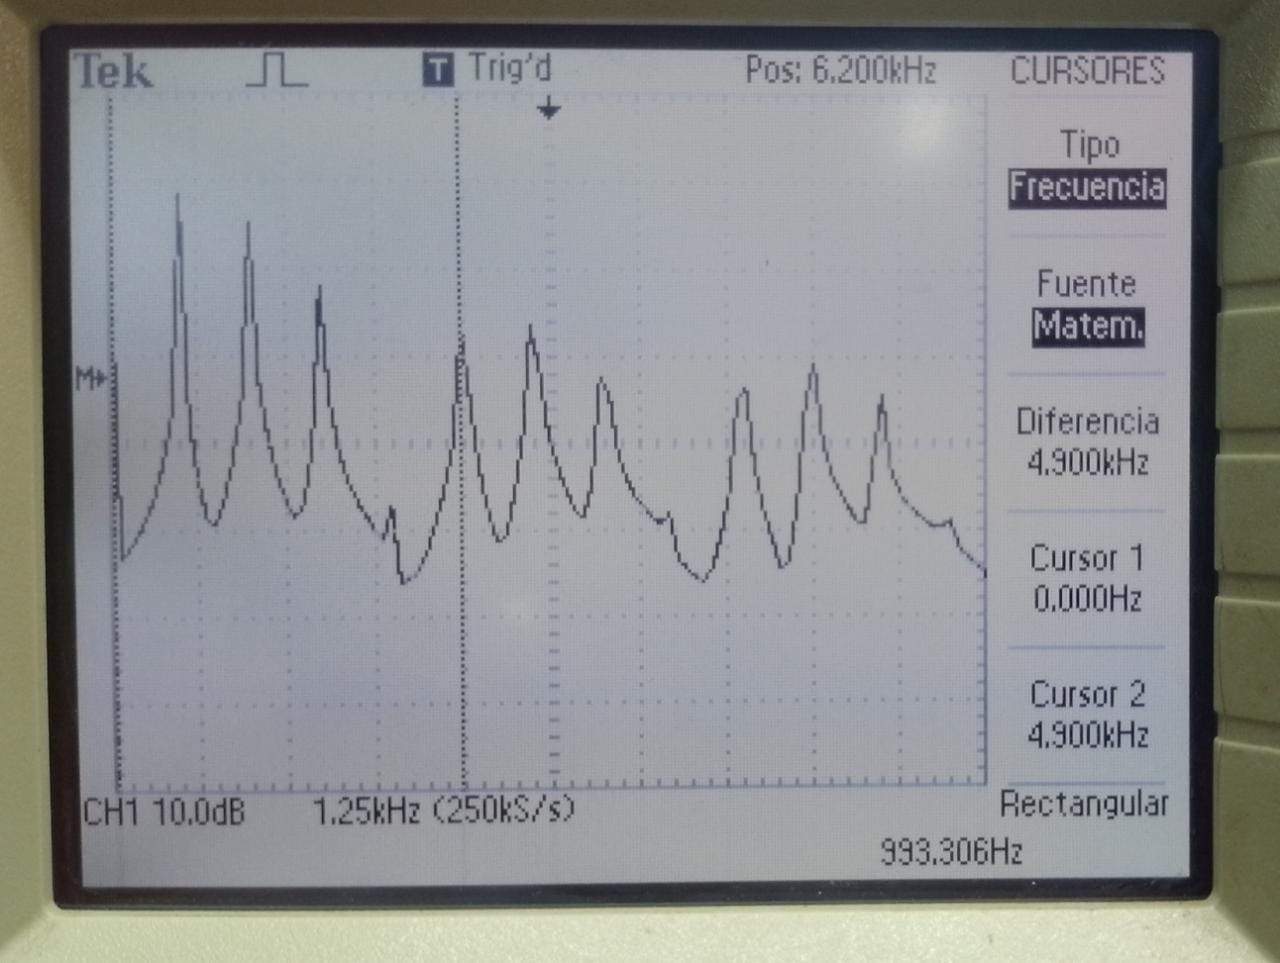 Tek T Trig'd Pos: 6.200kHz CURSORES
Tipo
Frecuencia
Fuente
Matem.
M
Diferencia
4.900kHz
Cursor 1
0.000Hz
Cursor 2
4.900kHz
CH1 10.0dB 1.25kHz (250kS/s) Rectangular
993.306Hz